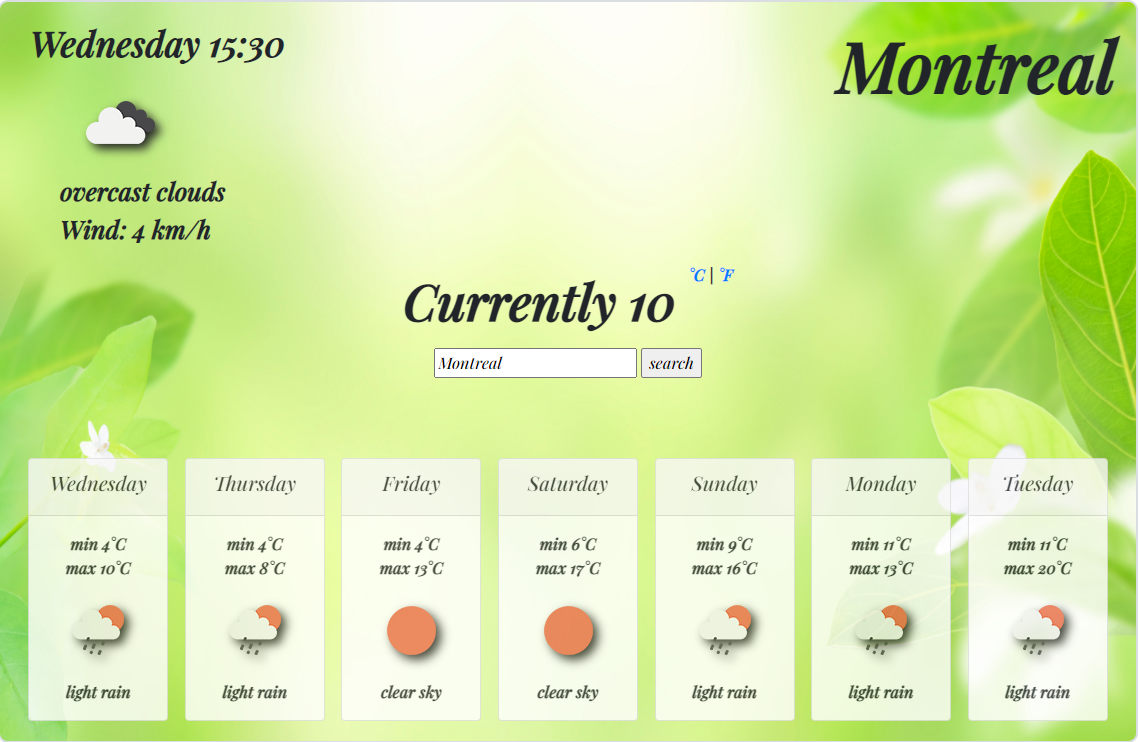 Wednesday 15:30
Montreal
overcast clouds
Wind: 4 km/h
Currently 10
°C | °F
Montreal
search
Wednesday
min 4°C
max 10°C
light rain
Thursday
min 4°C
max 8°C
light rain
Friday
min 4°C
max 13°C
clear sky
Saturday
min 6°C
max 17°C
clear sky
Sunday
min 9°C
max 16°C
light rain
Monday
min 11°C
max 13°C
light rain
Tuesday
min 11°C
max 20°C
light rain